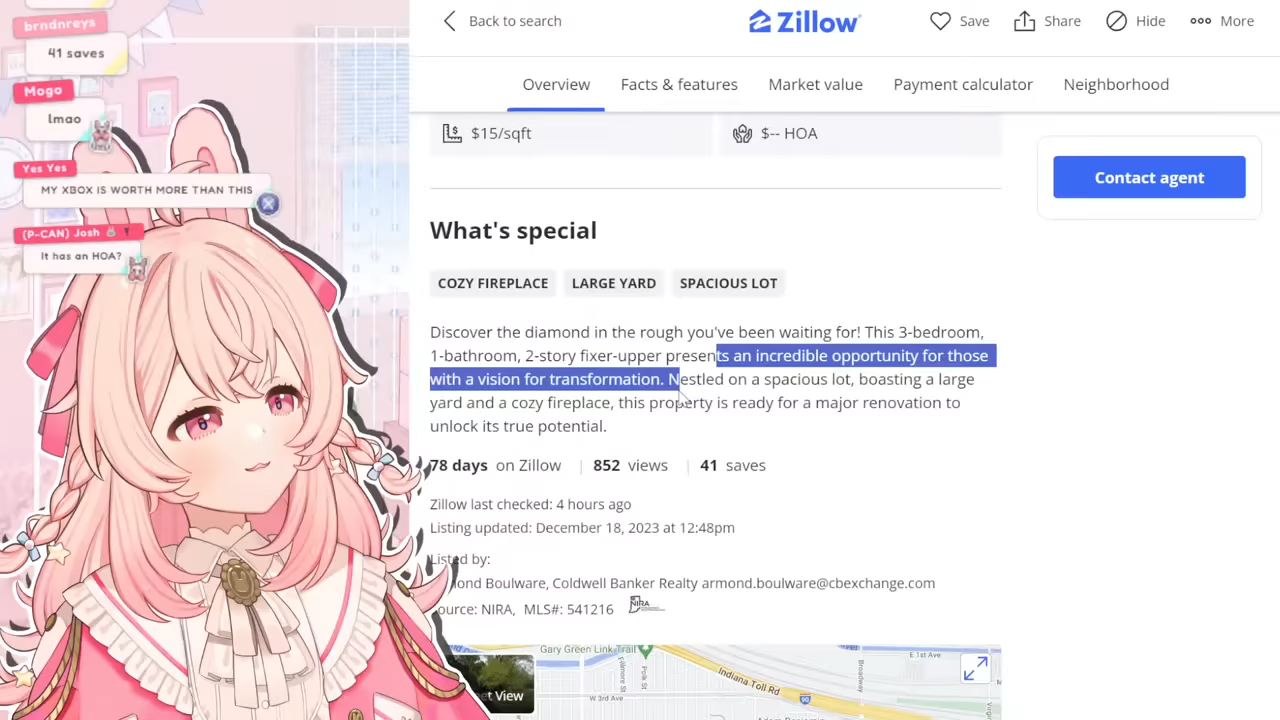 brndnreys
41 saves
Mogo
lmao
Yes Yes
MY XBOX IS WORTH MORE THAN THIS
(P-CAN) Josh
It has an HOA?
Back to search
Zillow
Save
Share
Hide
More
Overview
Facts & features
Market value
Payment calculator
Neighborhood
$15/sqft
$-- HOA
Contact agent
What's special
COZY FIREPLACE
LARGE YARD
SPACIOUS LOT
Discover the diamond in the rough you've been waiting for! This 3-bedroom,
1-bathroom, 2-story fixer-upper presents an incredible opportunity for those
with a vision for transformation. Nestled on a spacious lot, boasting a large
yard and a cozy fireplace, this property is ready for a major renovation to
unlock its true potential.
78 days on Zillow | 852 views | 41 saves
Zillow last checked: 4 hours ago
Listing updated: December 18, 2023 at 12:48pm
Listed by:
ond Boulware, Coldwell Banker Realty armond.boulware@cbexchange.com
ource: NIRA, MLS#: 541216
NIRA
Gary Green Link Trail
E 1st Ave
Polk St
Broadway
Indiana Toll Rd
90
W 3rd Ave
View